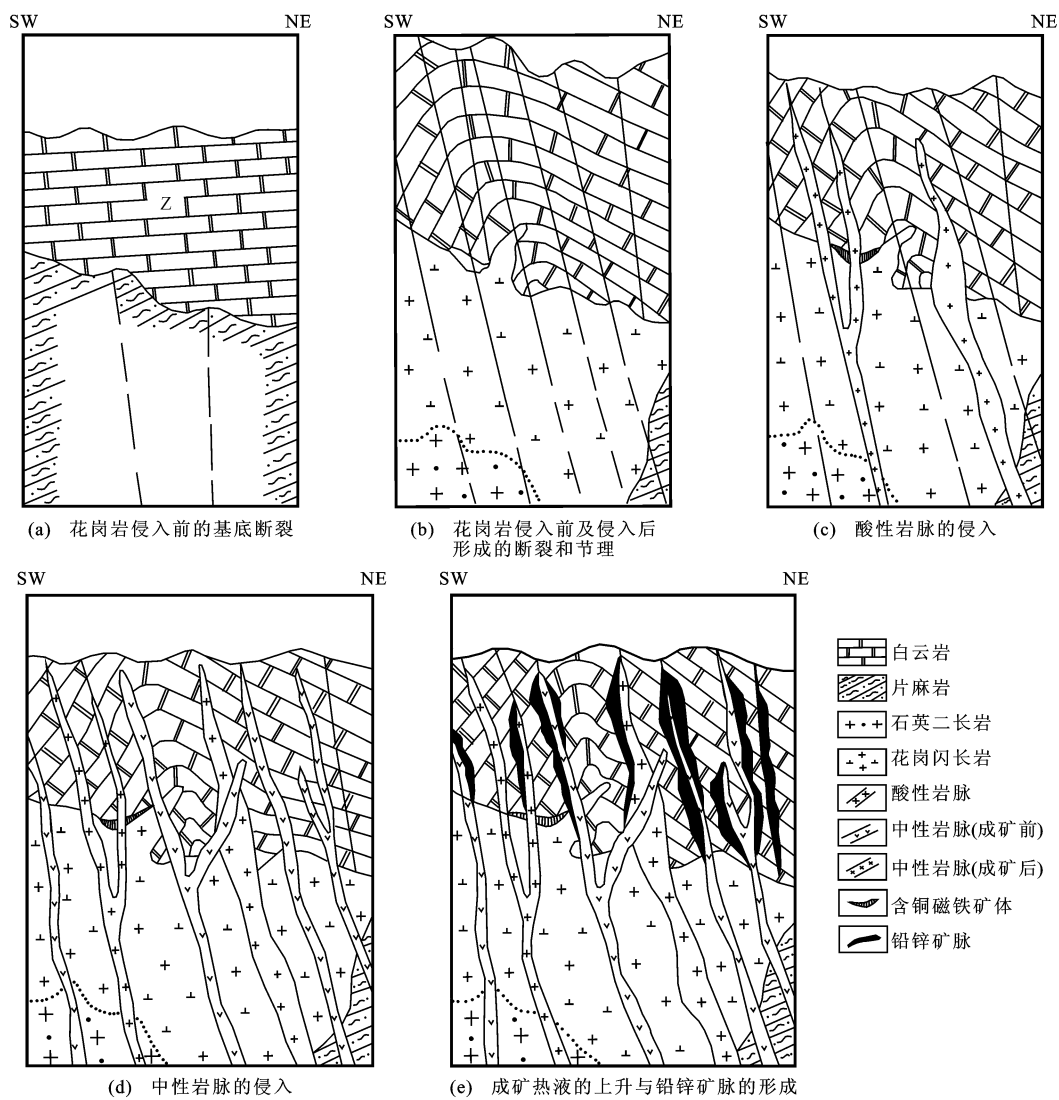 SW NE
SW NE
SW NE
Z
(a) 花岗岩侵入前的基底断裂
(b) 花岗岩侵入前及侵入后
形成的断裂和节理
(c) 酸性岩脉的侵入
SW NE
SW NE
白云岩
片麻岩
石英二长岩
花岗闪长岩
酸性岩脉
中性岩脉(成矿前)
中性岩脉(成矿后)
含铜磁铁矿体
铅锌矿脉
(d) 中性岩脉的侵入
(e) 成矿热液的上升与铅锌矿脉的形成